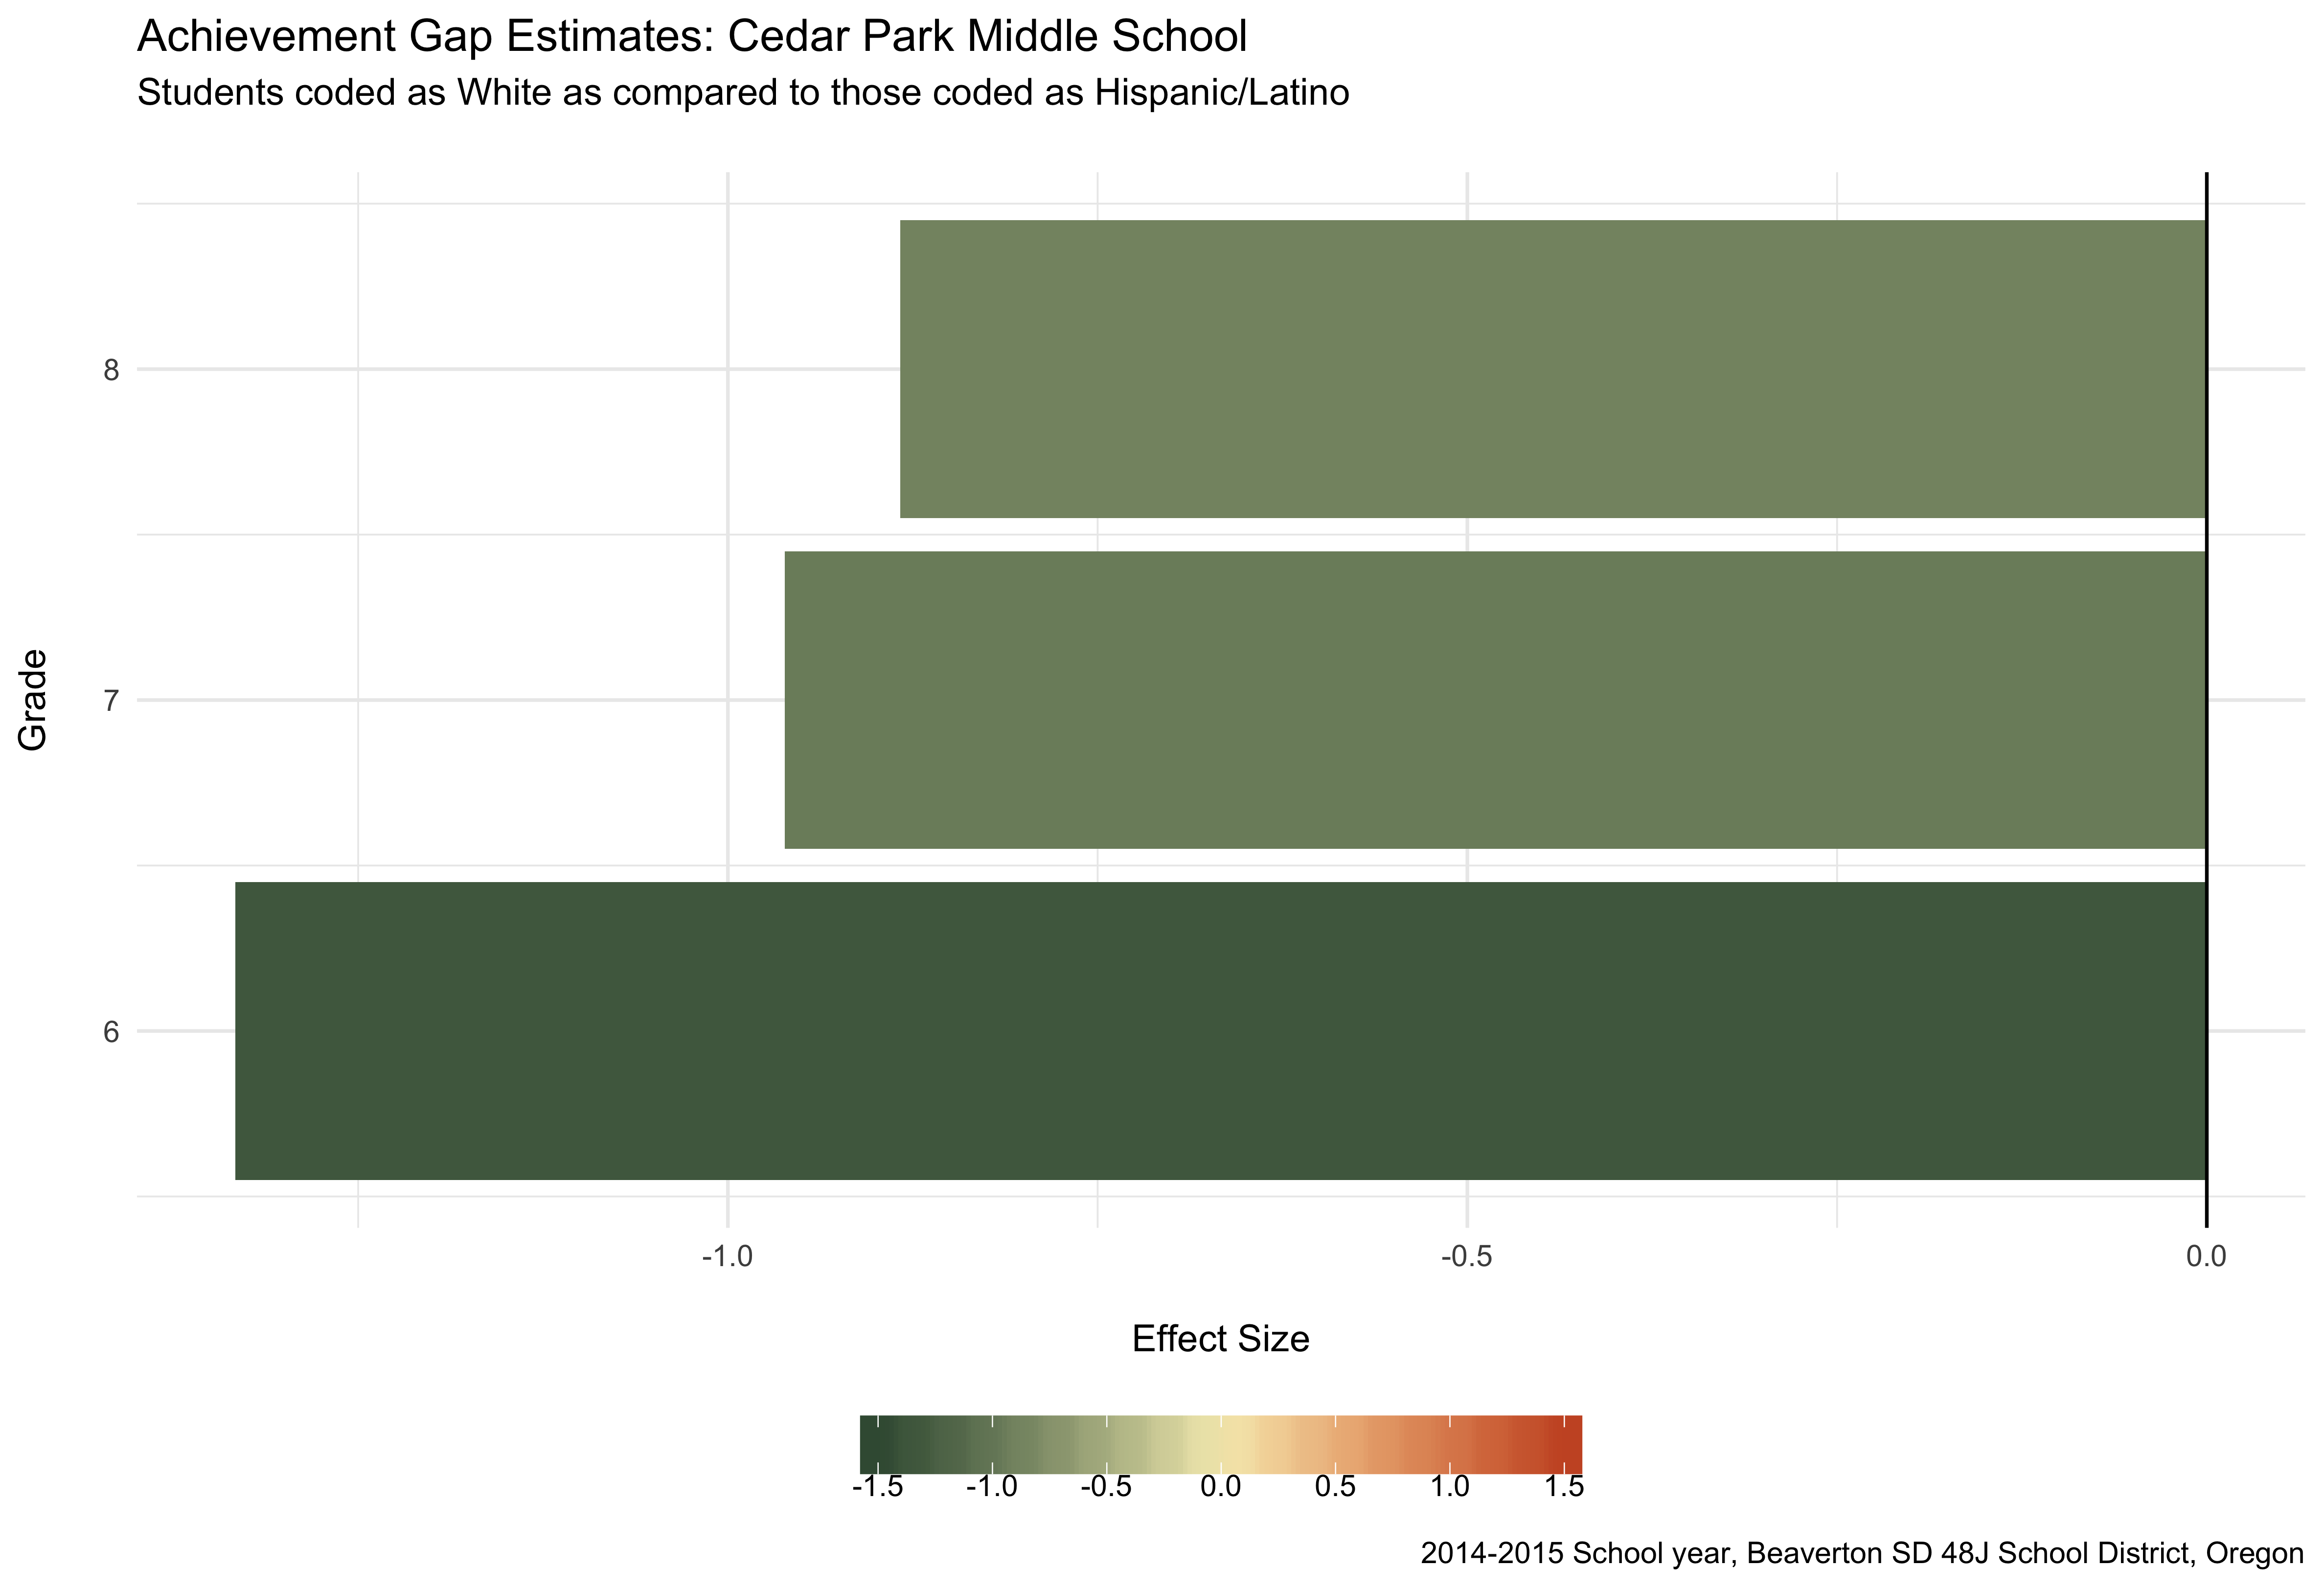 Achievement Gap Estimates: Cedar Park Middle School
Students coded as White as compared to those coded as Hispanic/Latino
Grade
8
7
6
-1.0 -0.5 0.0
Effect Size
-1.5 -1.0 -0.5 0.0 0.5 1.0 1.5
2014-2015 School year, Beaverton SD 48J School District, Oregon